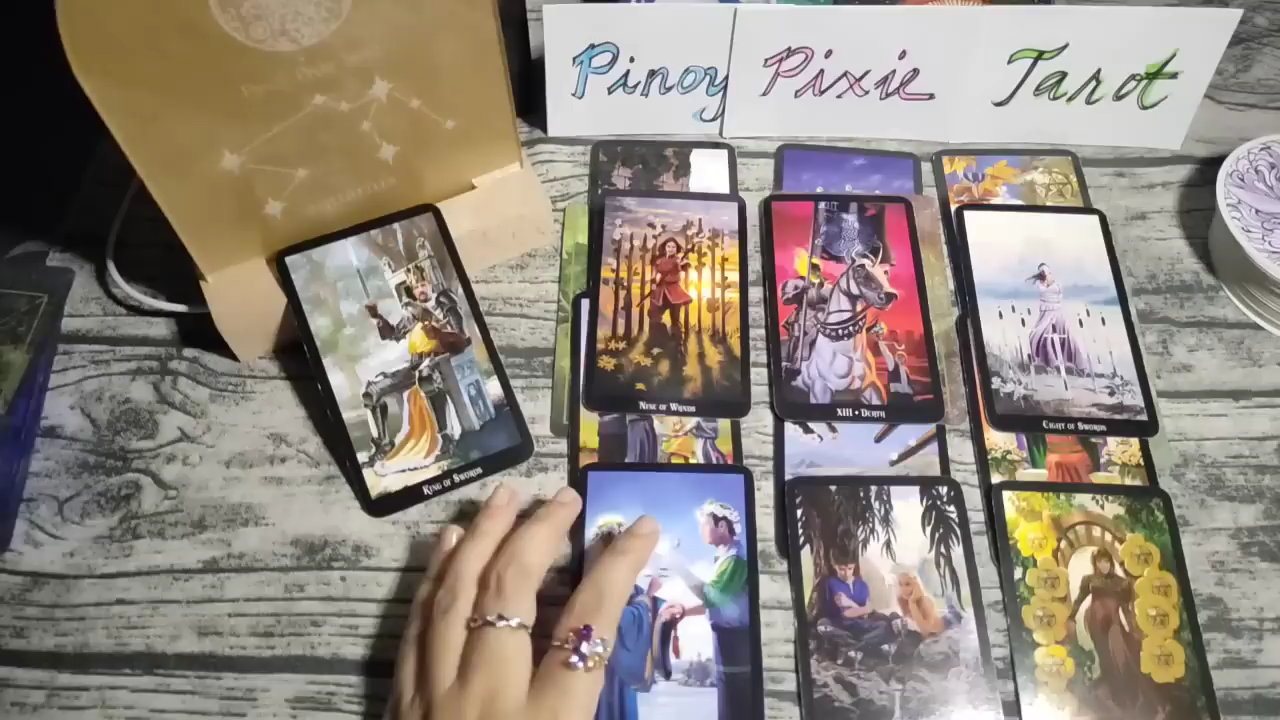 Pinoy Pixie Tarot
King of Swords
Nine of Wands
XIII • Death
Eight of Swords